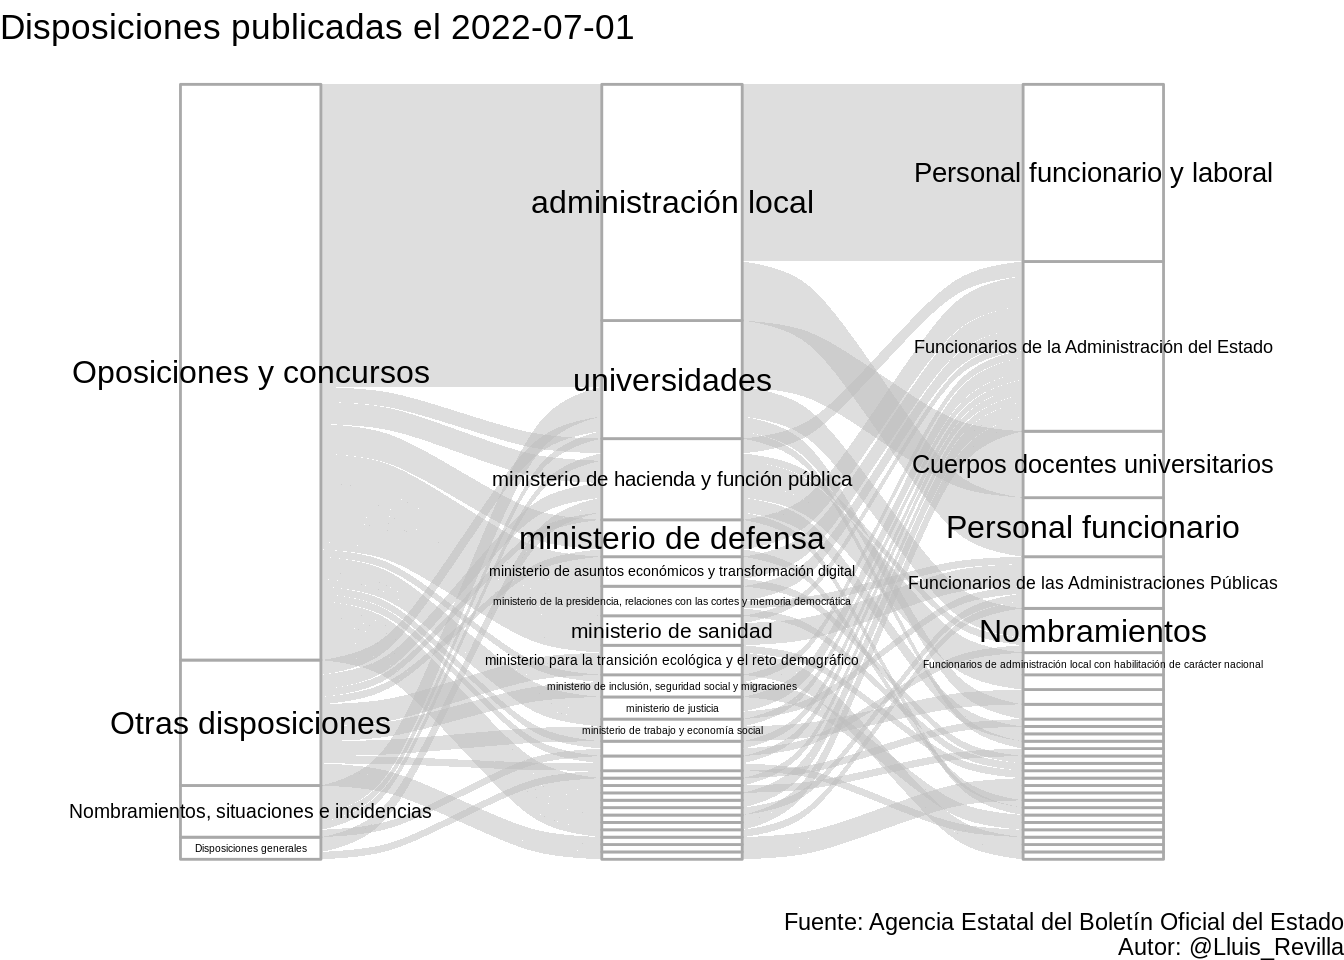 Disposiciones publicadas el 2022-07-01
Oposiciones y concursos
Otras disposiciones
Nombramientos, situaciones e incidencias
Disposiciones generales
administración local
universidades
ministerio de hacienda y función pública
ministerio de defensa
ministerio de asuntos económicos y transformación digital
ministerio de la presidencia, relaciones con las cortes y memoria democrática
ministerio de sanidad
ministerio para la transición ecológica y el reto demográfico
ministerio de inclusión, seguridad social y migraciones
ministerio de justicia
ministerio de trabajo y economía social
Personal funcionario y laboral
Funcionarios de la Administración del Estado
Cuerpos docentes universitarios
Personal funcionario
Funcionarios de las Administraciones Públicas
Nombramientos
Funcionarios de administración local con habilitación de carácter nacional
Fuente: Agencia Estatal del Boletín Oficial del Estado
Autor: @Lluis_Revilla